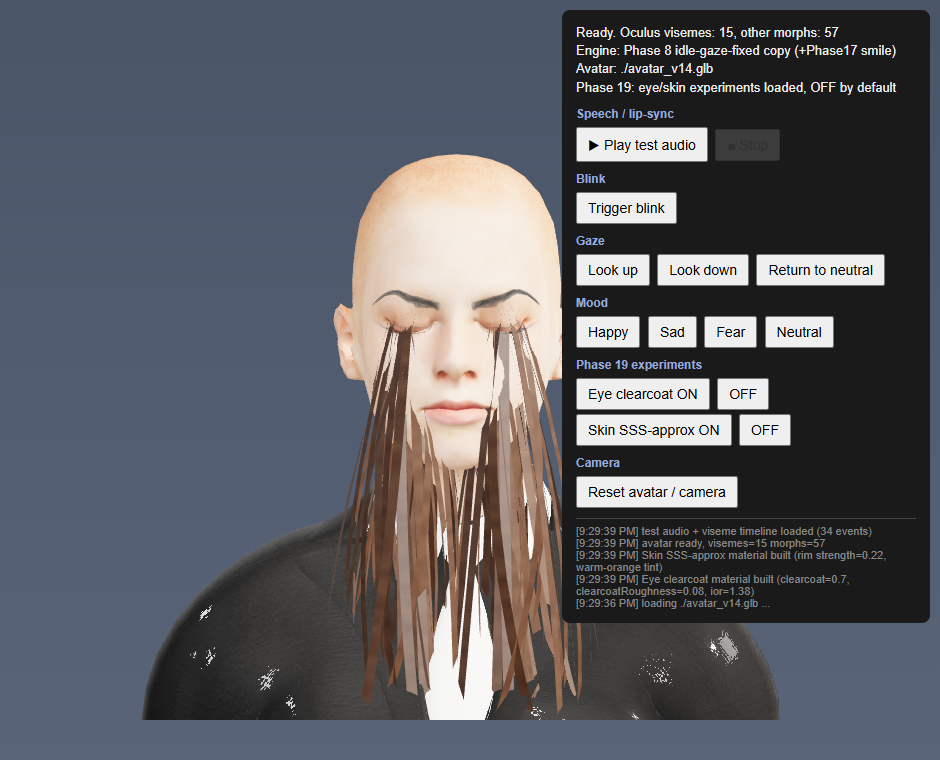 Ready. Oculus visemes: 15, other morphs: 57
Engine: Phase 8 idle-gaze-fixed copy (+Phase17 smile)
Avatar: ./avatar_v14.glb
Phase 19: eye/skin experiments loaded, OFF by default
Speech / lip-sync
▶ Play test audio ■ Stop
Blink
Trigger blink
Gaze
Look up Look down Return to neutral
Mood
Happy Sad Fear Neutral
Phase 19 experiments
Eye clearcoat ON OFF
Skin SSS-approx ON OFF
Camera
Reset avatar / camera
[9:29:39 PM] test audio + viseme timeline loaded (34 events)
[9:29:39 PM] avatar ready, visemes=15 morphs=57
[9:29:39 PM] Skin SSS-approx material built (rim strength=0.22,
warm-orange tint)
[9:29:39 PM] Eye clearcoat material built (clearcoat=0.7,
clearcoatRoughness=0.08, ior=1.38)
[9:29:36 PM] loading ./avatar_v14.glb ...